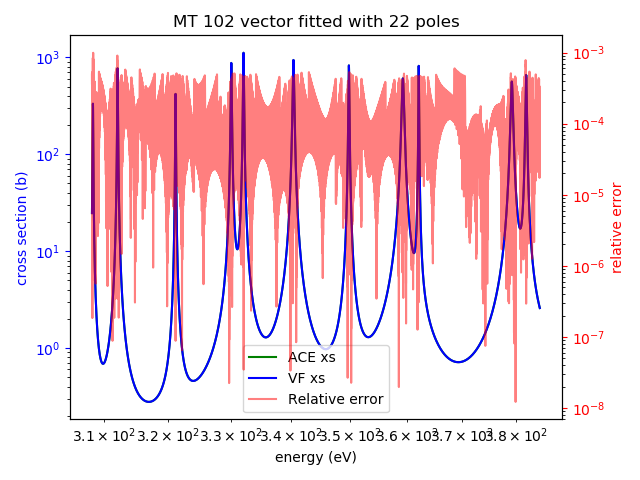 MT 102 vector fitted with 22 poles
cross section (b)
10³
10²
10¹
10⁰
10⁻³
10⁻⁴
10⁻⁵
10⁻⁶
10⁻⁷
10⁻⁸
relative error
ACE xs
VF xs
Relative error
3.1 × 10² 3.2 × 10² 3.3 × 10² 3.4 × 10² 3.5 × 10² 3.6 × 10² 3.7 × 10² 3.8 × 10²
energy (eV)